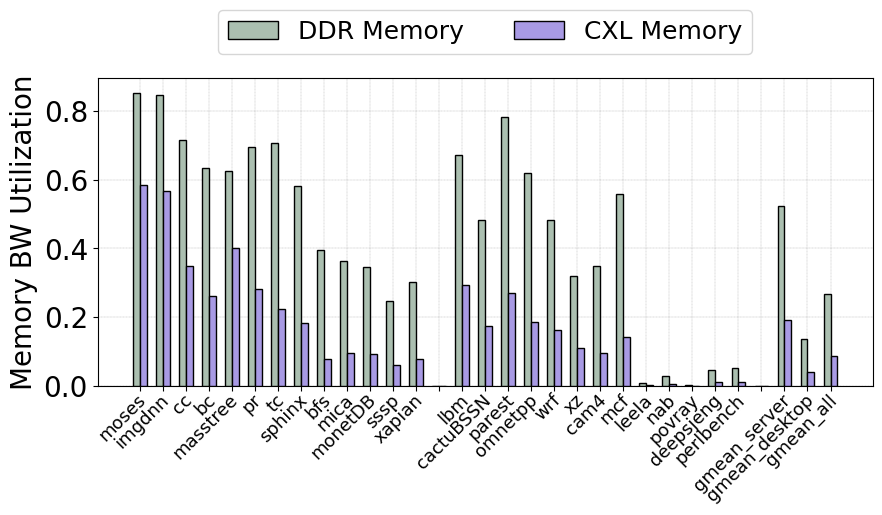 DDR Memory CXL Memory
Memory BW Utilization
0.8
0.6
0.4
0.2
0.0
moses
imgdnn
cc
bc
masstree
pr
tc
sphinx
bfs
mica
monetDB
sssp
xapian
lbm
cactuBSSN
parest
omnetpp
wrf
xz
cam4
mcf
leela
nab
povray
deepsjeng
perlbench
gmean_server
gmean_desktop
gmean_all